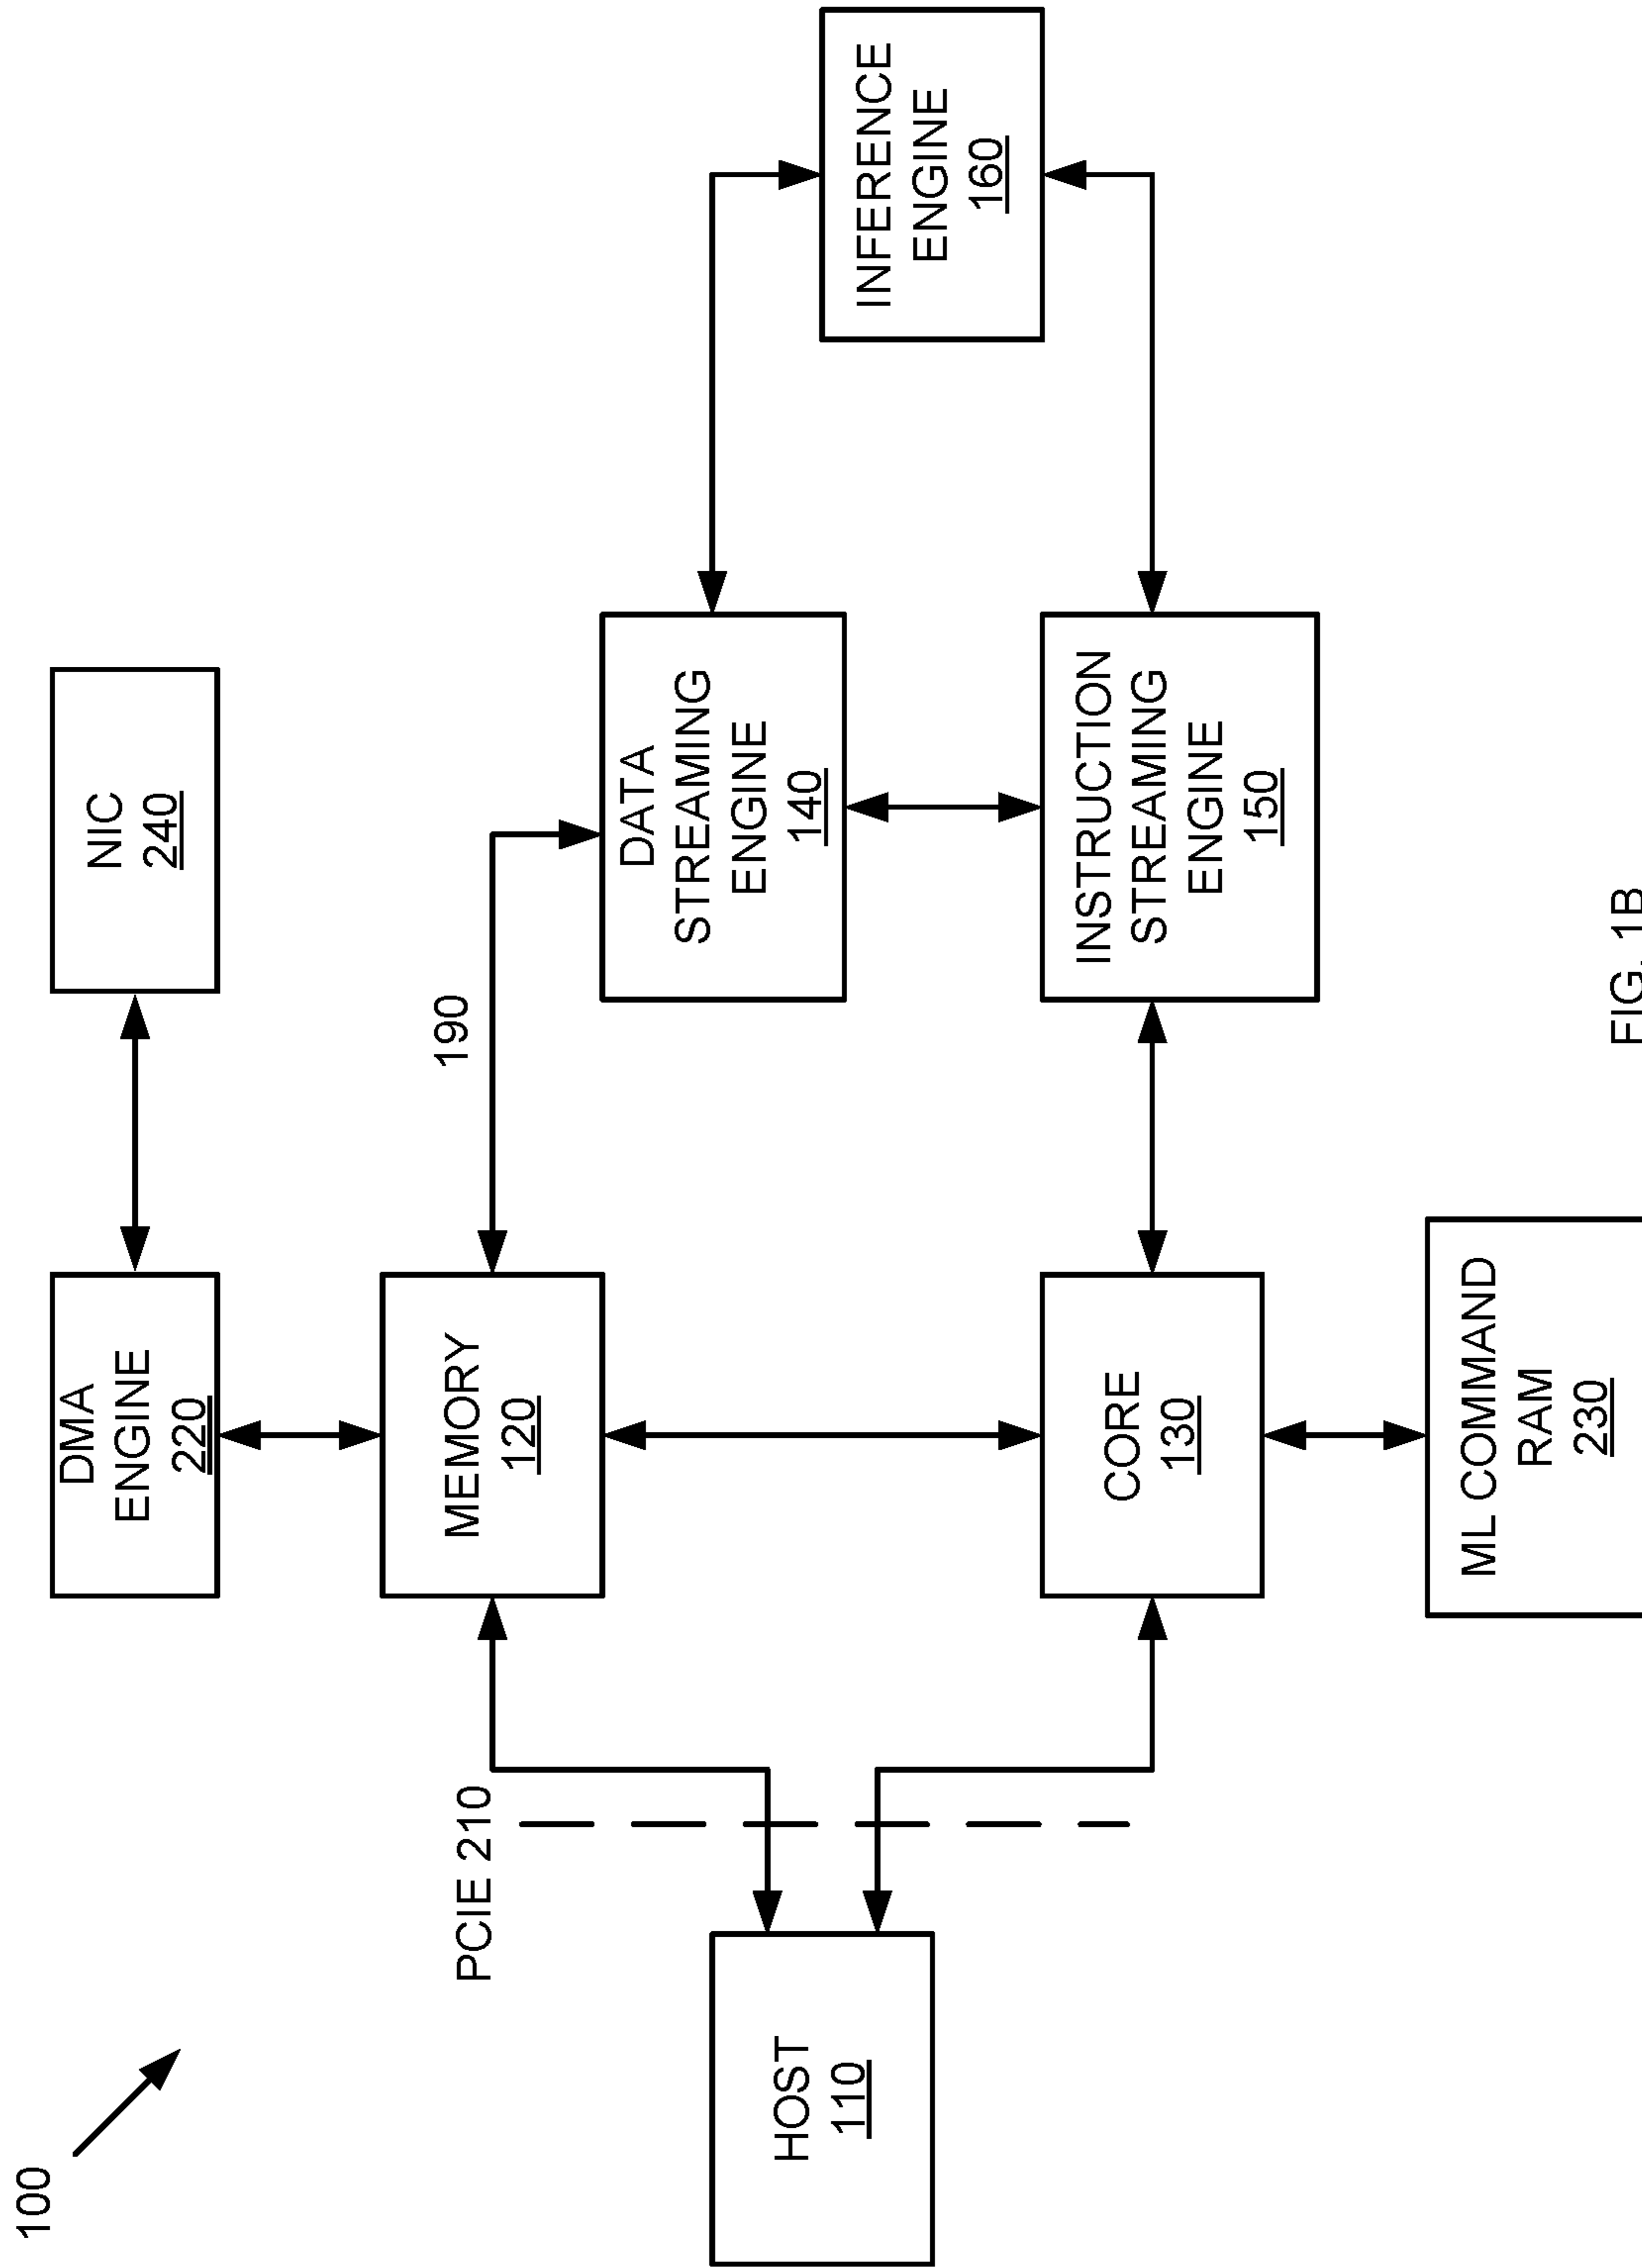 100
DMA
ENGINE
220
NIC
240
PCIE 210
MEMORY
120
190
HOST
110
DATA
STREAMING
ENGINE
140
INFERENCE
ENGINE
160
CORE
130
INSTRUCTION
STREAMING
ENGINE
150
ML COMMAND
RAM
230
FIG. 1B